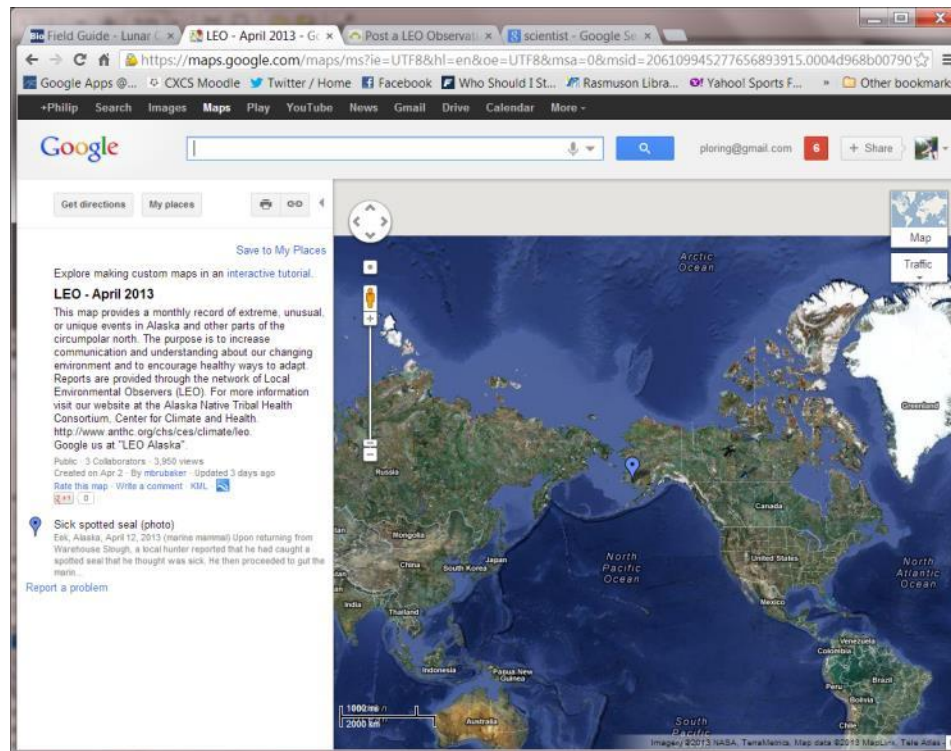 Bio Field Guide - Lunar C
LEO - April 2013 - Go
Post a LEO Observati
8 scientist - Google Se
https://maps.google.com/maps/ms?ie=UTF8&hl=en&oe=UTF8&msa=0&msid=206109945277656893915.0004d968b00790
Google Apps @... CXCS Moodle Twitter / Home Facebook Who Should I St... Rasmuson Libra... Y! Yahoo! Sports F... » Other bookmark
+Philip Search Images Maps Play YouTube News Gmail Drive Calendar More
Google ploring@gmail.com 6 + Share
Get directions My places
Save to My Places
Explore making custom maps in an interactive tutorial.
LEO - April 2013
This map provides a monthly record of extreme, unusual,
or unique events in Alaska and other parts of the
circumpolar north. The purpose is to increase
communication and understanding about our changing
environment and to encourage healthy ways to adapt.
Reports are provided through the network of Local
Environmental Observers (LEO). For more information
visit our website at the Alaska Native Tribal Health
Consortium, Center for Climate and Health.
http://www.anthc.org/chs/ces/climate/leo.
Google us at "LEO Alaska".
Public · 3 Collaborators · 3,950 views
Created on Apr 2 · By mbrubaker · Updated 3 days ago
Rate this map · Write a comment · KML
+1 0
Sick spotted seal (photo)
Eek, Alaska, April 12, 2013 (marine mammal) Upon returning from
Warehouse Slough, a local hunter reported that he had caught a
spotted seal that he thought was sick. He then proceeded to gut the
marin...
Report a problem
Map
Traffic
Arctic
Ocean
Greenland
Russia
Canada
Mongolia
China
South Korea
Japan
North
Pacific
Ocean
United States
North
Atlantic
Ocean
India
Thailand
Mexico
Venezuela
Colombia
Indonesia
Papua New
Guinea
Peru
Brazil
Bolivia
Chile
Australia
South
Pacific
1000 mi
2000 km
Imagery ©2013 NASA, TerraMetrics, Map data ©2013 MapLink, Tele Atlas